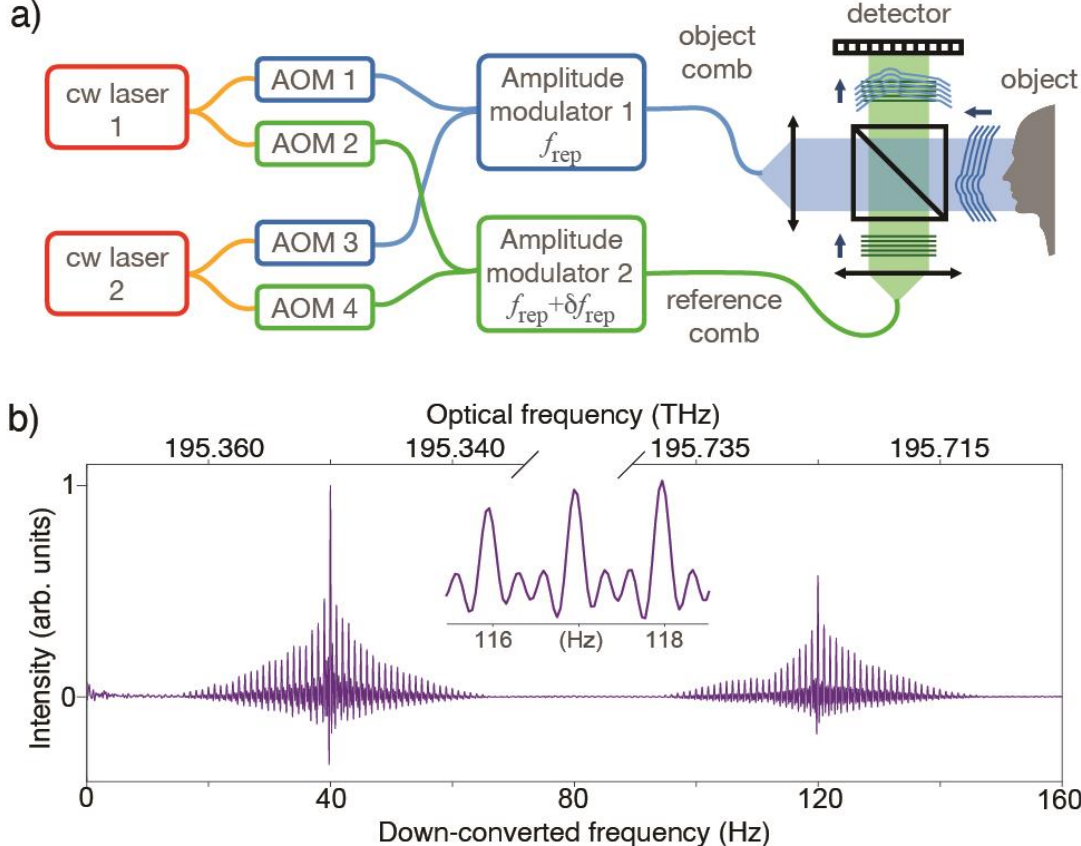 a)
cw laser
1
AOM 1
AOM 2
cw laser
2
AOM 3
AOM 4
Amplitude
modulator 1
f_rep
Amplitude
modulator 2
f_rep+δf_rep
object
comb
reference
comb
detector
object
b)
Optical frequency (THz)
195.360 195.340 195.735 195.715
Intensity (arb. units)
1
0
116 (Hz) 118
0 40 80 120 160
Down-converted frequency (Hz)